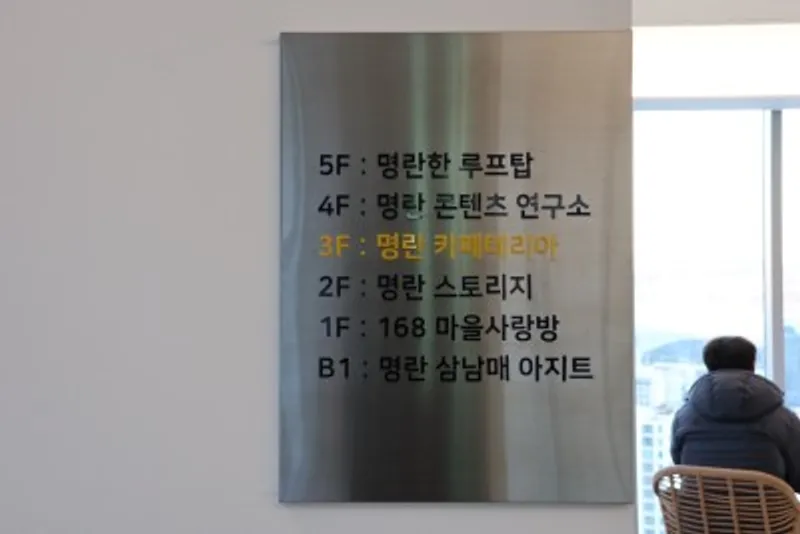 5F : 명란한 루프탑
4F : 명란 콘텐츠 연구소
3F : 명란 카페테리아
2F : 명란 스토리지
1F : 168 마을사랑방
B1 : 명란 삼남매 아지트